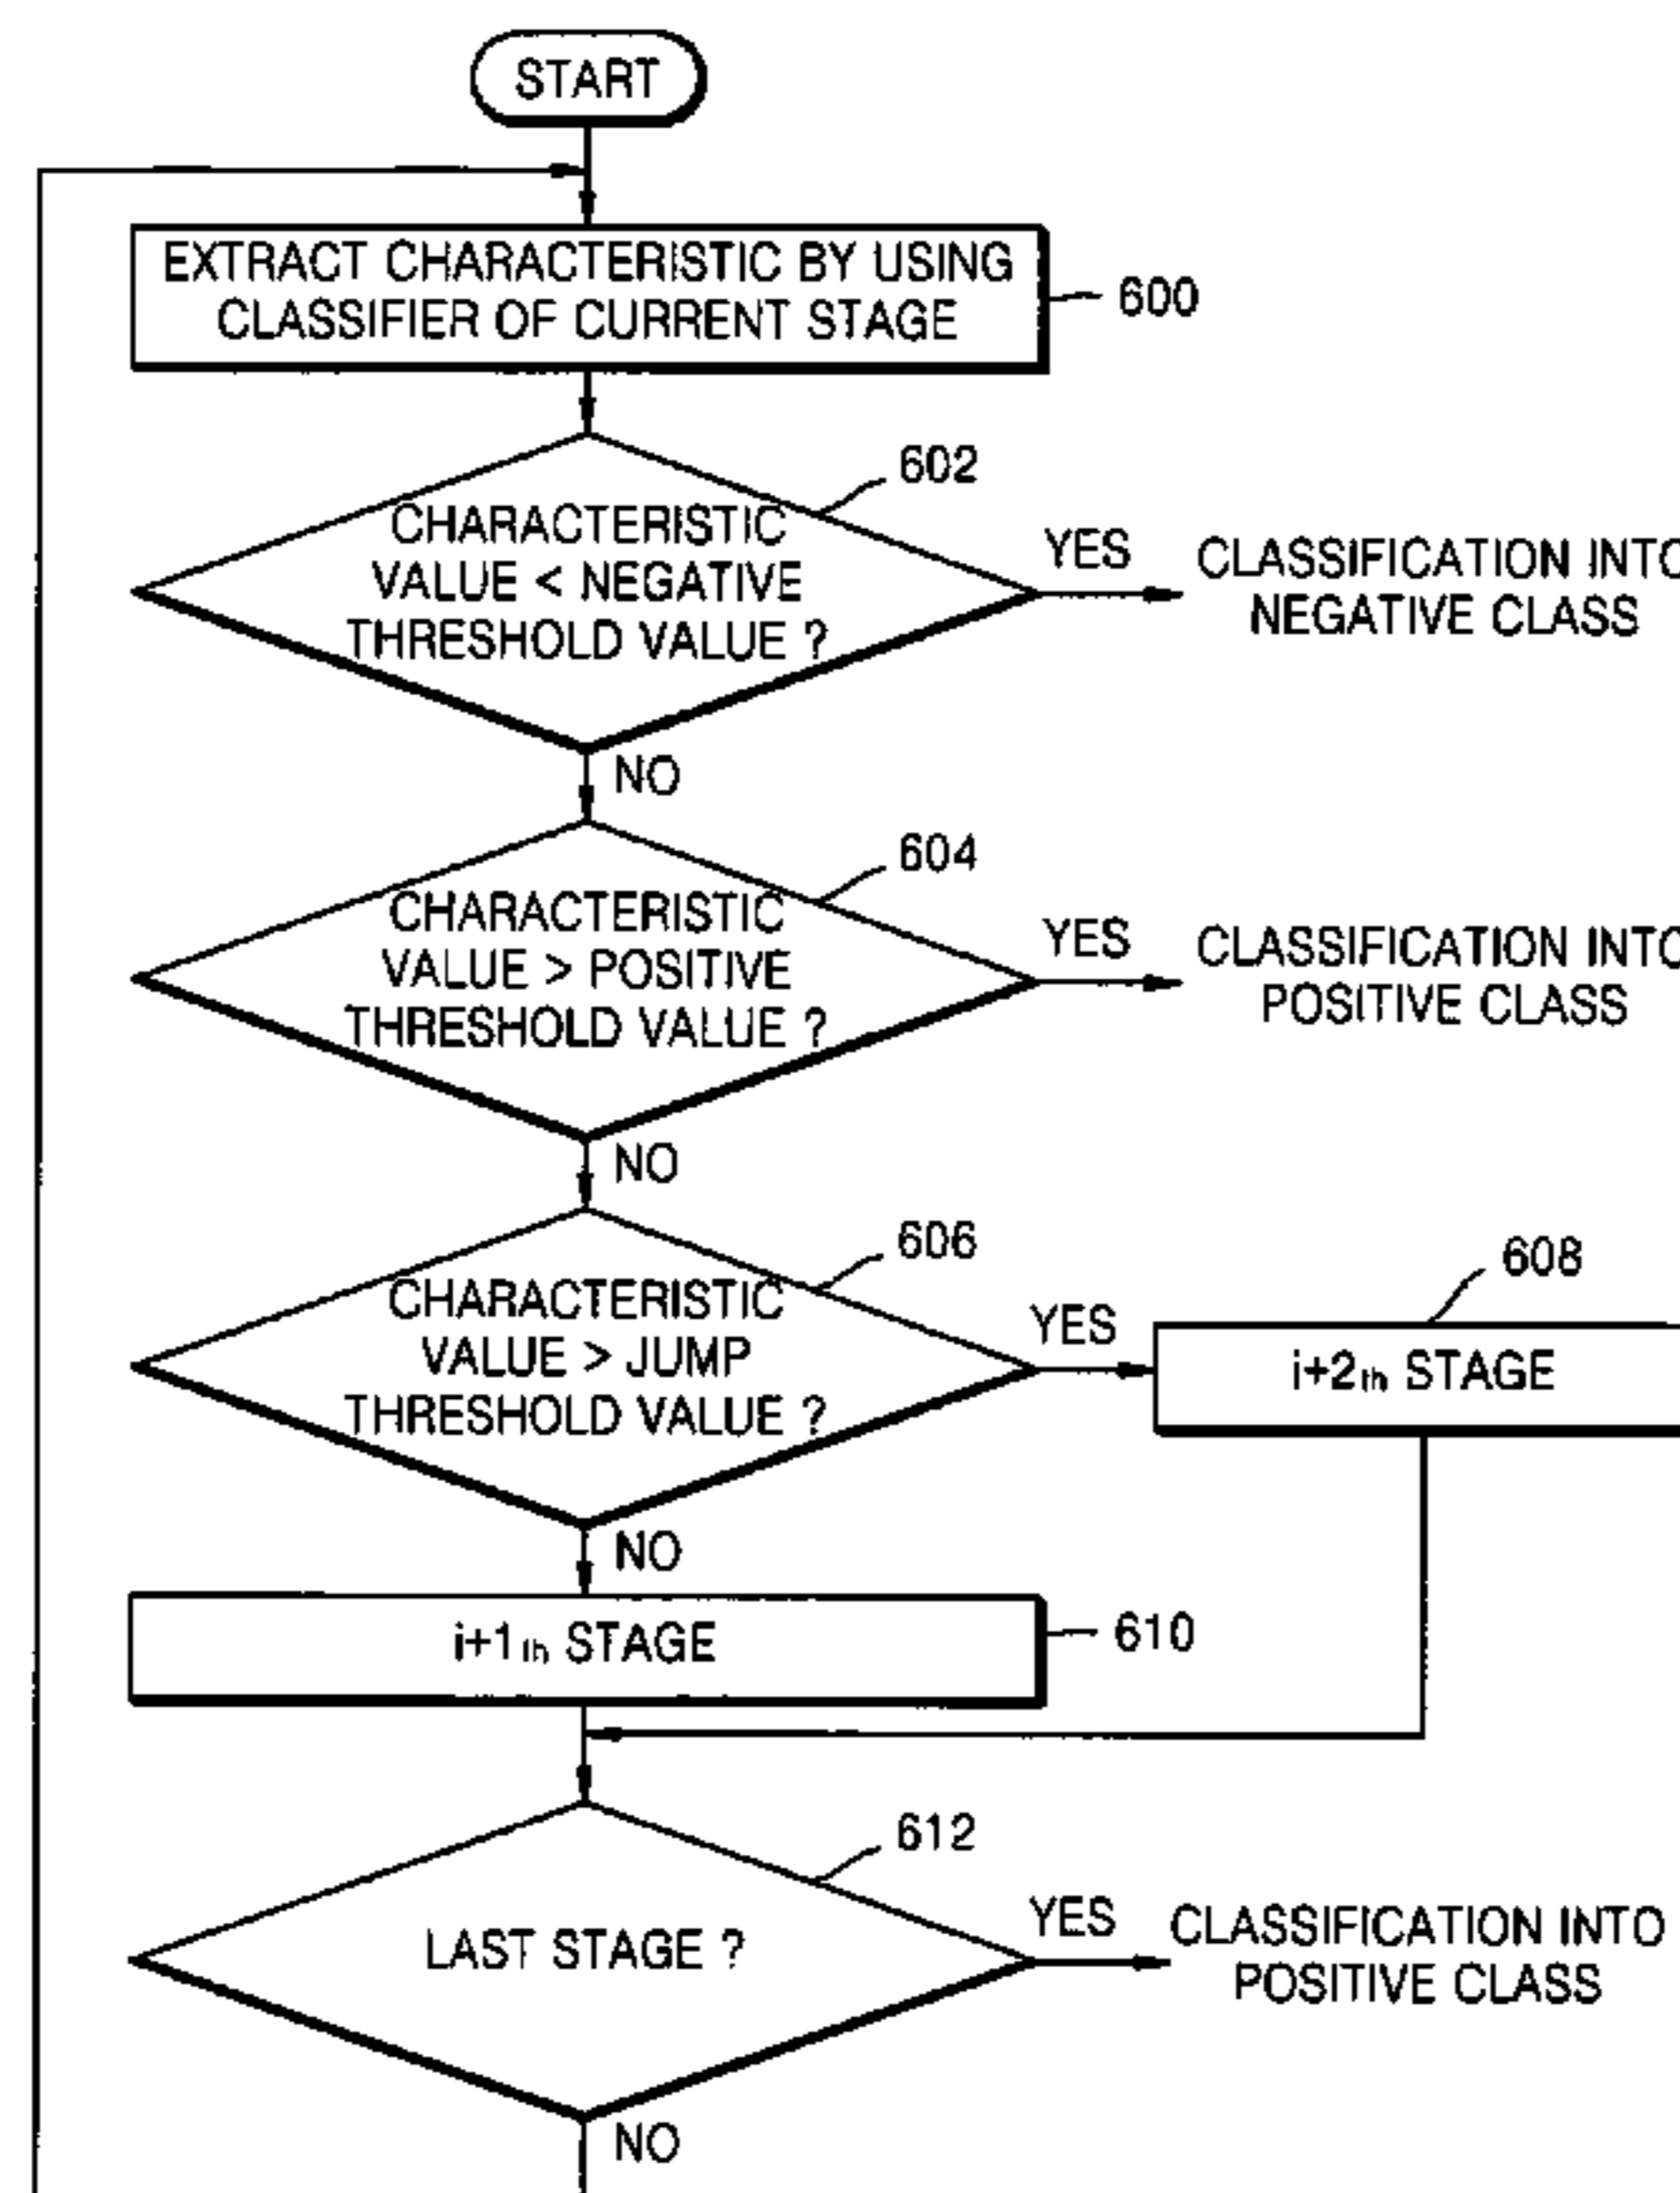 START
EXTRACT CHARACTERISTIC BY USING
CLASSIFIER OF CURRENT STAGE
600
602
CHARACTERISTIC
VALUE < NEGATIVE
THRESHOLD VALUE ?
YES
CLASSIFICATION INTO
NEGATIVE CLASS
NO
604
CHARACTERISTIC
VALUE > POSITIVE
THRESHOLD VALUE ?
YES
CLASSIFICATION INTO
POSITIVE CLASS
NO
606
CHARACTERISTIC
VALUE > JUMP
THRESHOLD VALUE ?
YES
608
i+2th STAGE
NO
i+1th STAGE
610
612
LAST STAGE ?
YES
CLASSIFICATION INTO
POSITIVE CLASS
NO